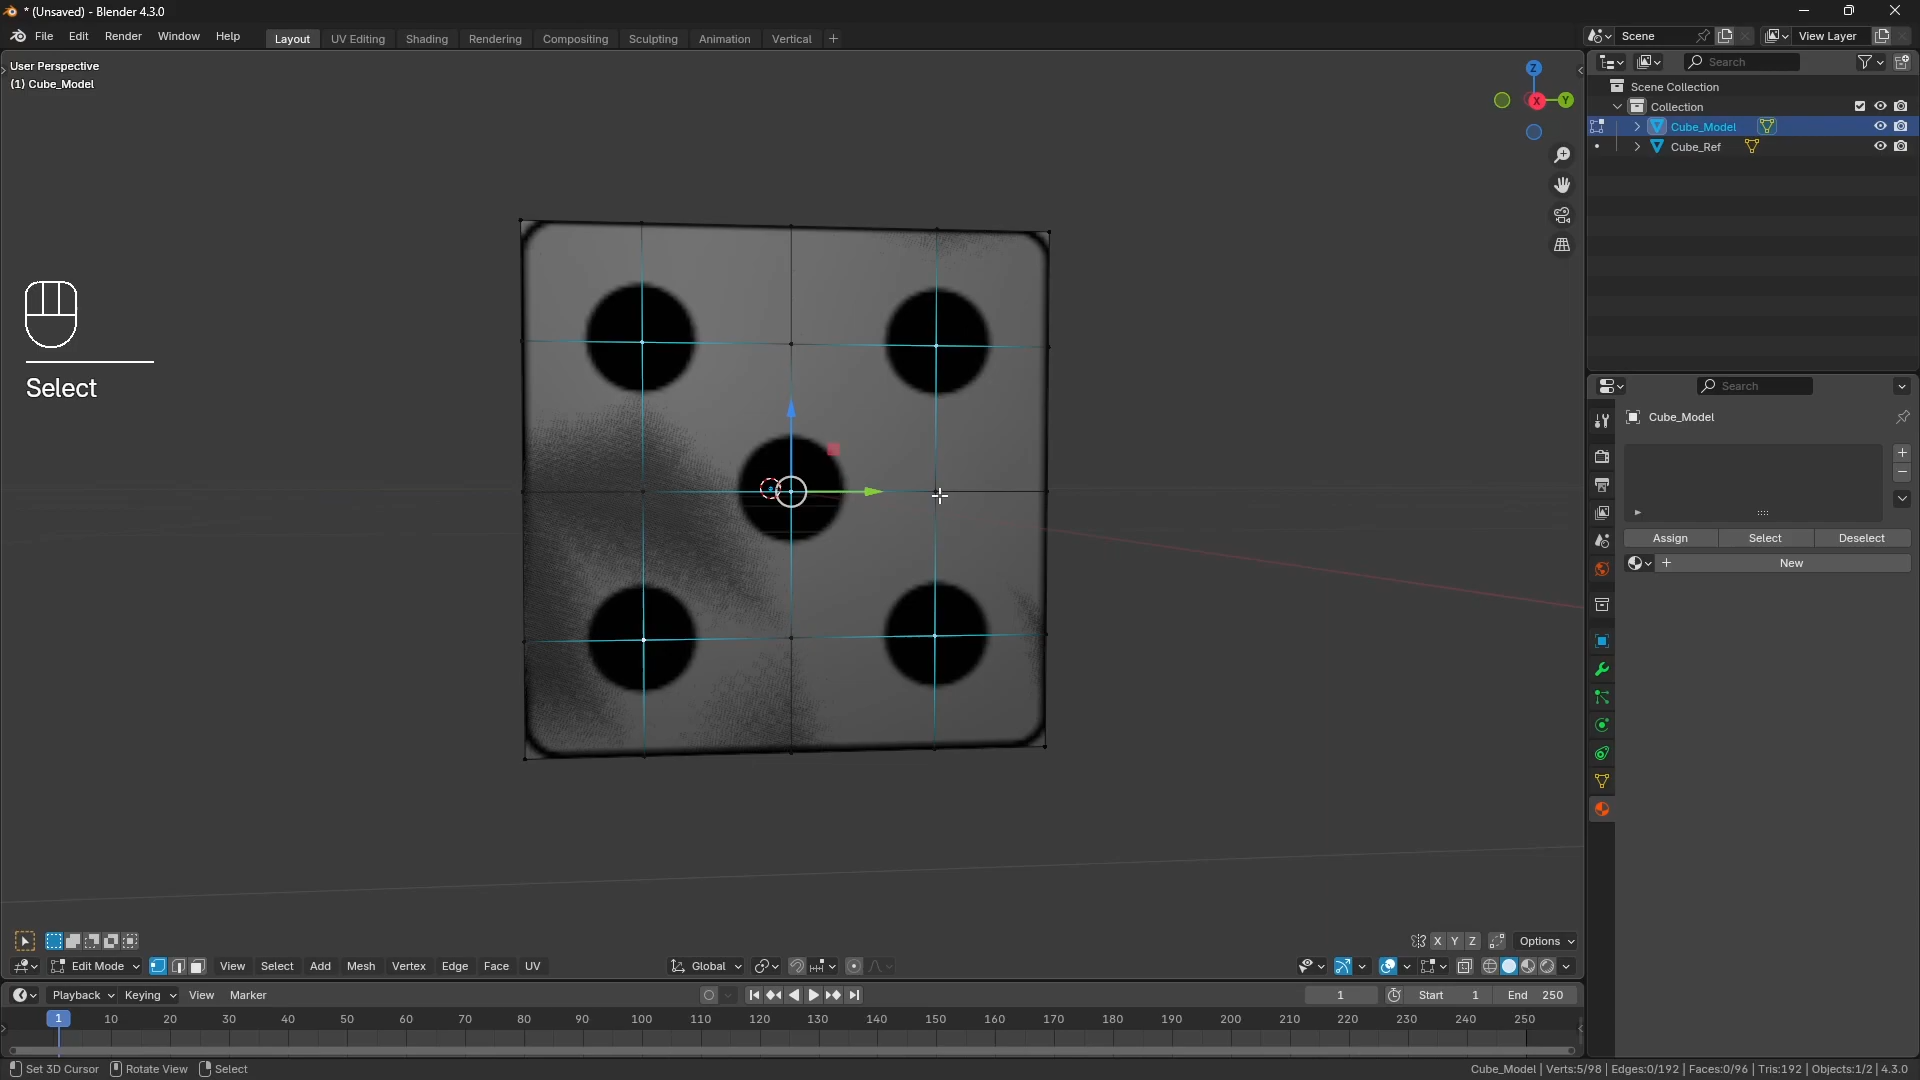 * (Unsaved) - Blender 4.3.0
File Edit Render Window Help Layout UV Editing Shading Rendering Compositing Sculpting Animation Vertical + Scene View Layer
User Perspective
(1) Cube_Model
Z
X
Y
Search
Scene Collection
Collection
Cube_Model
Cube_Ref
Select
Search
Cube_Model
Assign Select Deselect
+ New
X Y Z Options
Edit Mode View Select Add Mesh Vertex Edge Face UV Global
Playback Keying View Marker 1 Start 1 End 250
1 10 20 30 40 50 60 70 80 90 100 110 120 130 140 150 160 170 180 190 200 210 220 230 240 250
Set 3D Cursor Rotate View Select Cube_Model | Verts:5/98 | Edges:0/192 | Faces:0/96 | Tris:192 | Objects:1/2 | 4.3.0